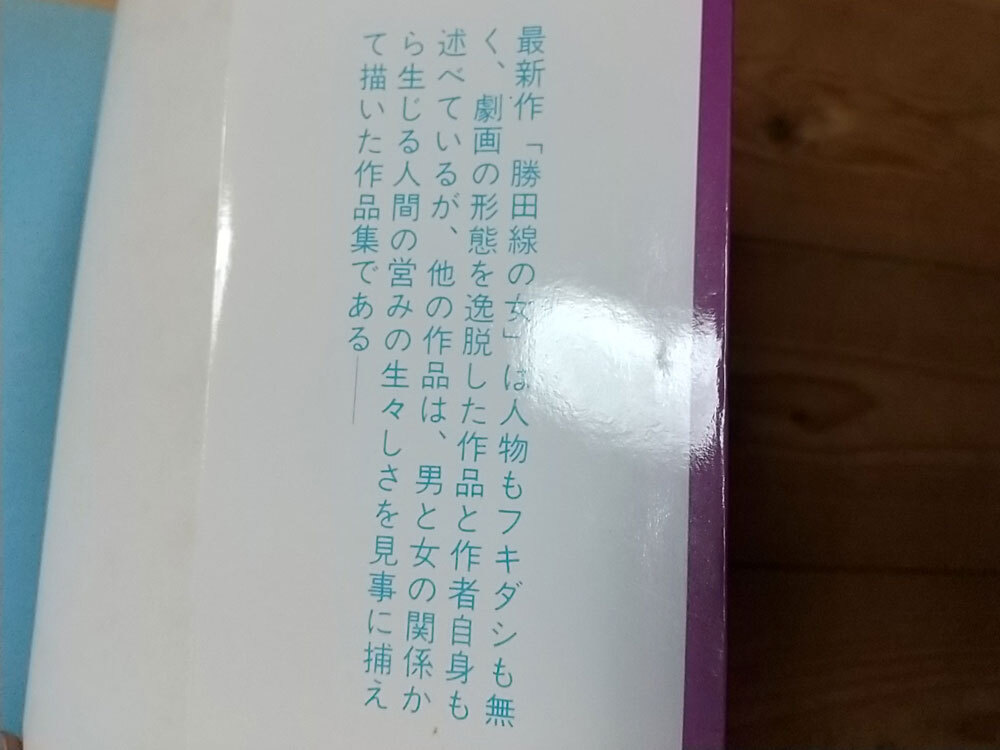 最新作「勝田線の女」は人物もフキダシも無
く、劇画の形態を逸脱した作品と作者自身も
述べているが、他の作品は、男と女の関係か
ら生じる人間の営みの生々しさを見事に捕え
て描いた作品集である――